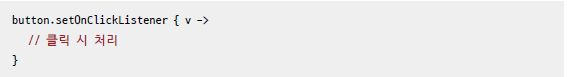 button.setOnClickListener { v ->
// 클릭 시 처리
}